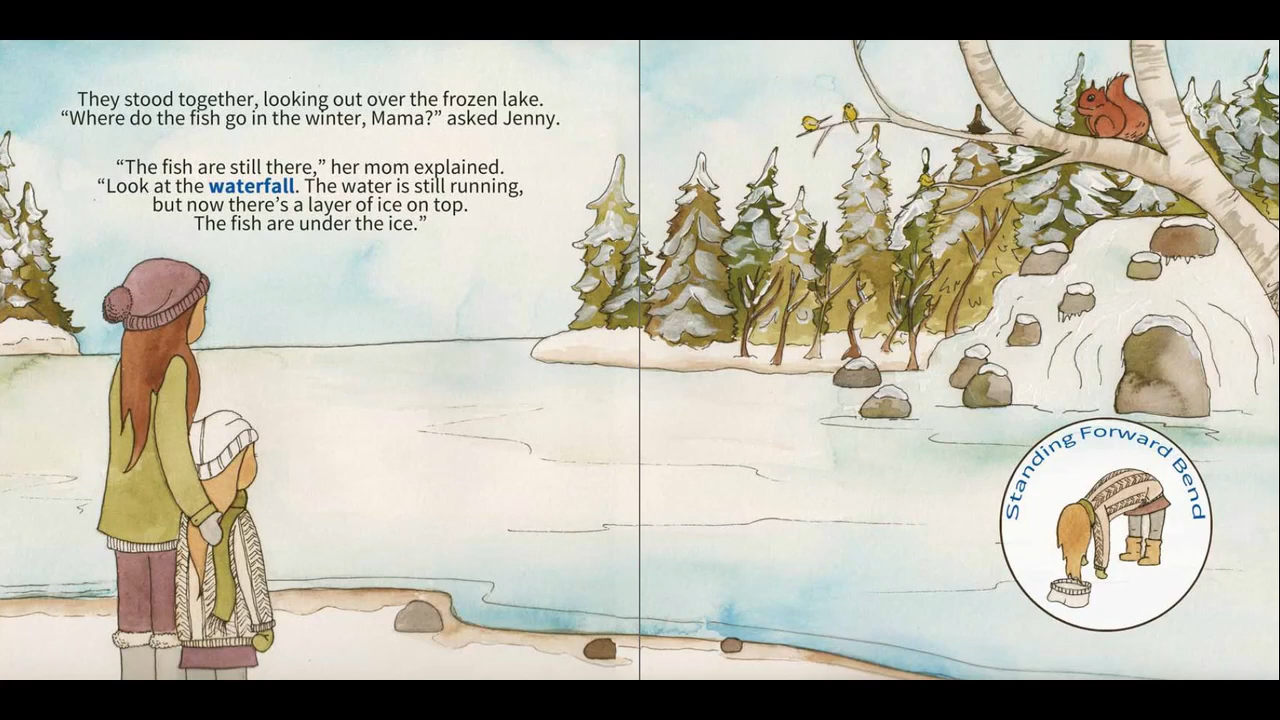 They stood together, looking out over the frozen lake.
“Where do the fish go in the winter, Mama?” asked Jenny.
“The fish are still there,” her mom explained.
“Look at the waterfall. The water is still running,
but now there’s a layer of ice on top.
The fish are under the ice.”
Standing Forward Bend